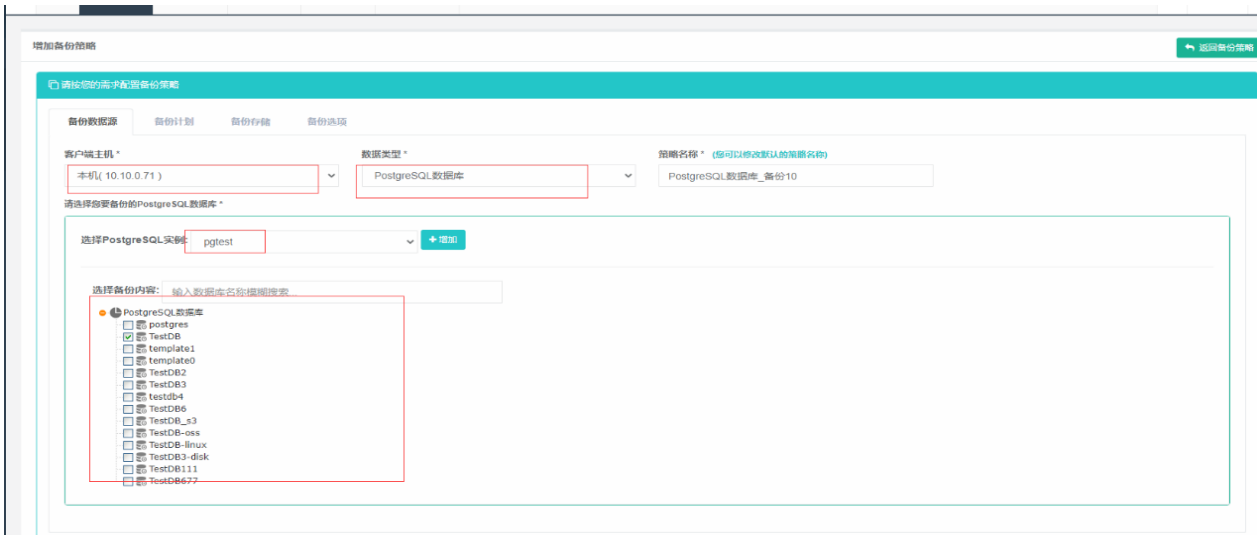 增加备份策略
返回备份策略
请按您的需求配置备份策略
备份数据源 备份计划 备份存储 备份选项
客户端主机 * 数据类型 * 策略名称 * (您可以修改默认的策略名称)
本机( 10.10.0.71 ) PostgreSQL数据库 PostgreSQL数据库_备份10
请选择您要备份的PostgreSQL数据库 *
选择PostgreSQL实例: pgtest +增加
选择备份内容: 输入数据库名称模糊搜索...
PostgreSQL数据库
postgres
TestDB
template1
template0
TestDB2
TestDB3
testdb4
TestDB6
TestDB_s3
TestDB-oss
TestDB-linux
TestDB3-disk
TestDB111
TestDB677